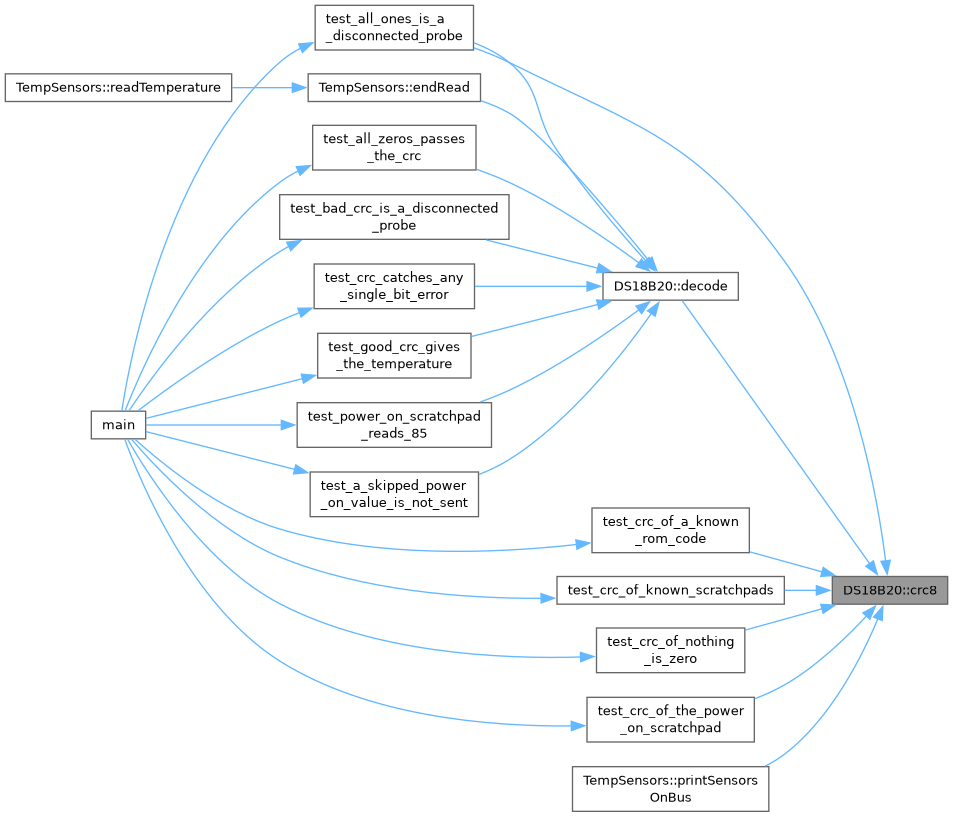 test_all_ones_is_a
_disconnected_probe
TempSensors::readTemperature
TempSensors::endRead
test_all_zeros_passes
_the_crc
test_bad_crc_is_a_disconnected
_probe
test_crc_catches_any
_single_bit_error
DS18B20::decode
test_good_crc_gives
_the_temperature
main
test_power_on_scratchpad
_reads_85
test_a_skipped_power
_on_value_is_not_sent
test_crc_of_a_known
_rom_code
test_crc_of_known_scratchpads
DS18B20::crc8
test_crc_of_nothing
_is_zero
test_crc_of_the_power
_on_scratchpad
TempSensors::printSensors
OnBus